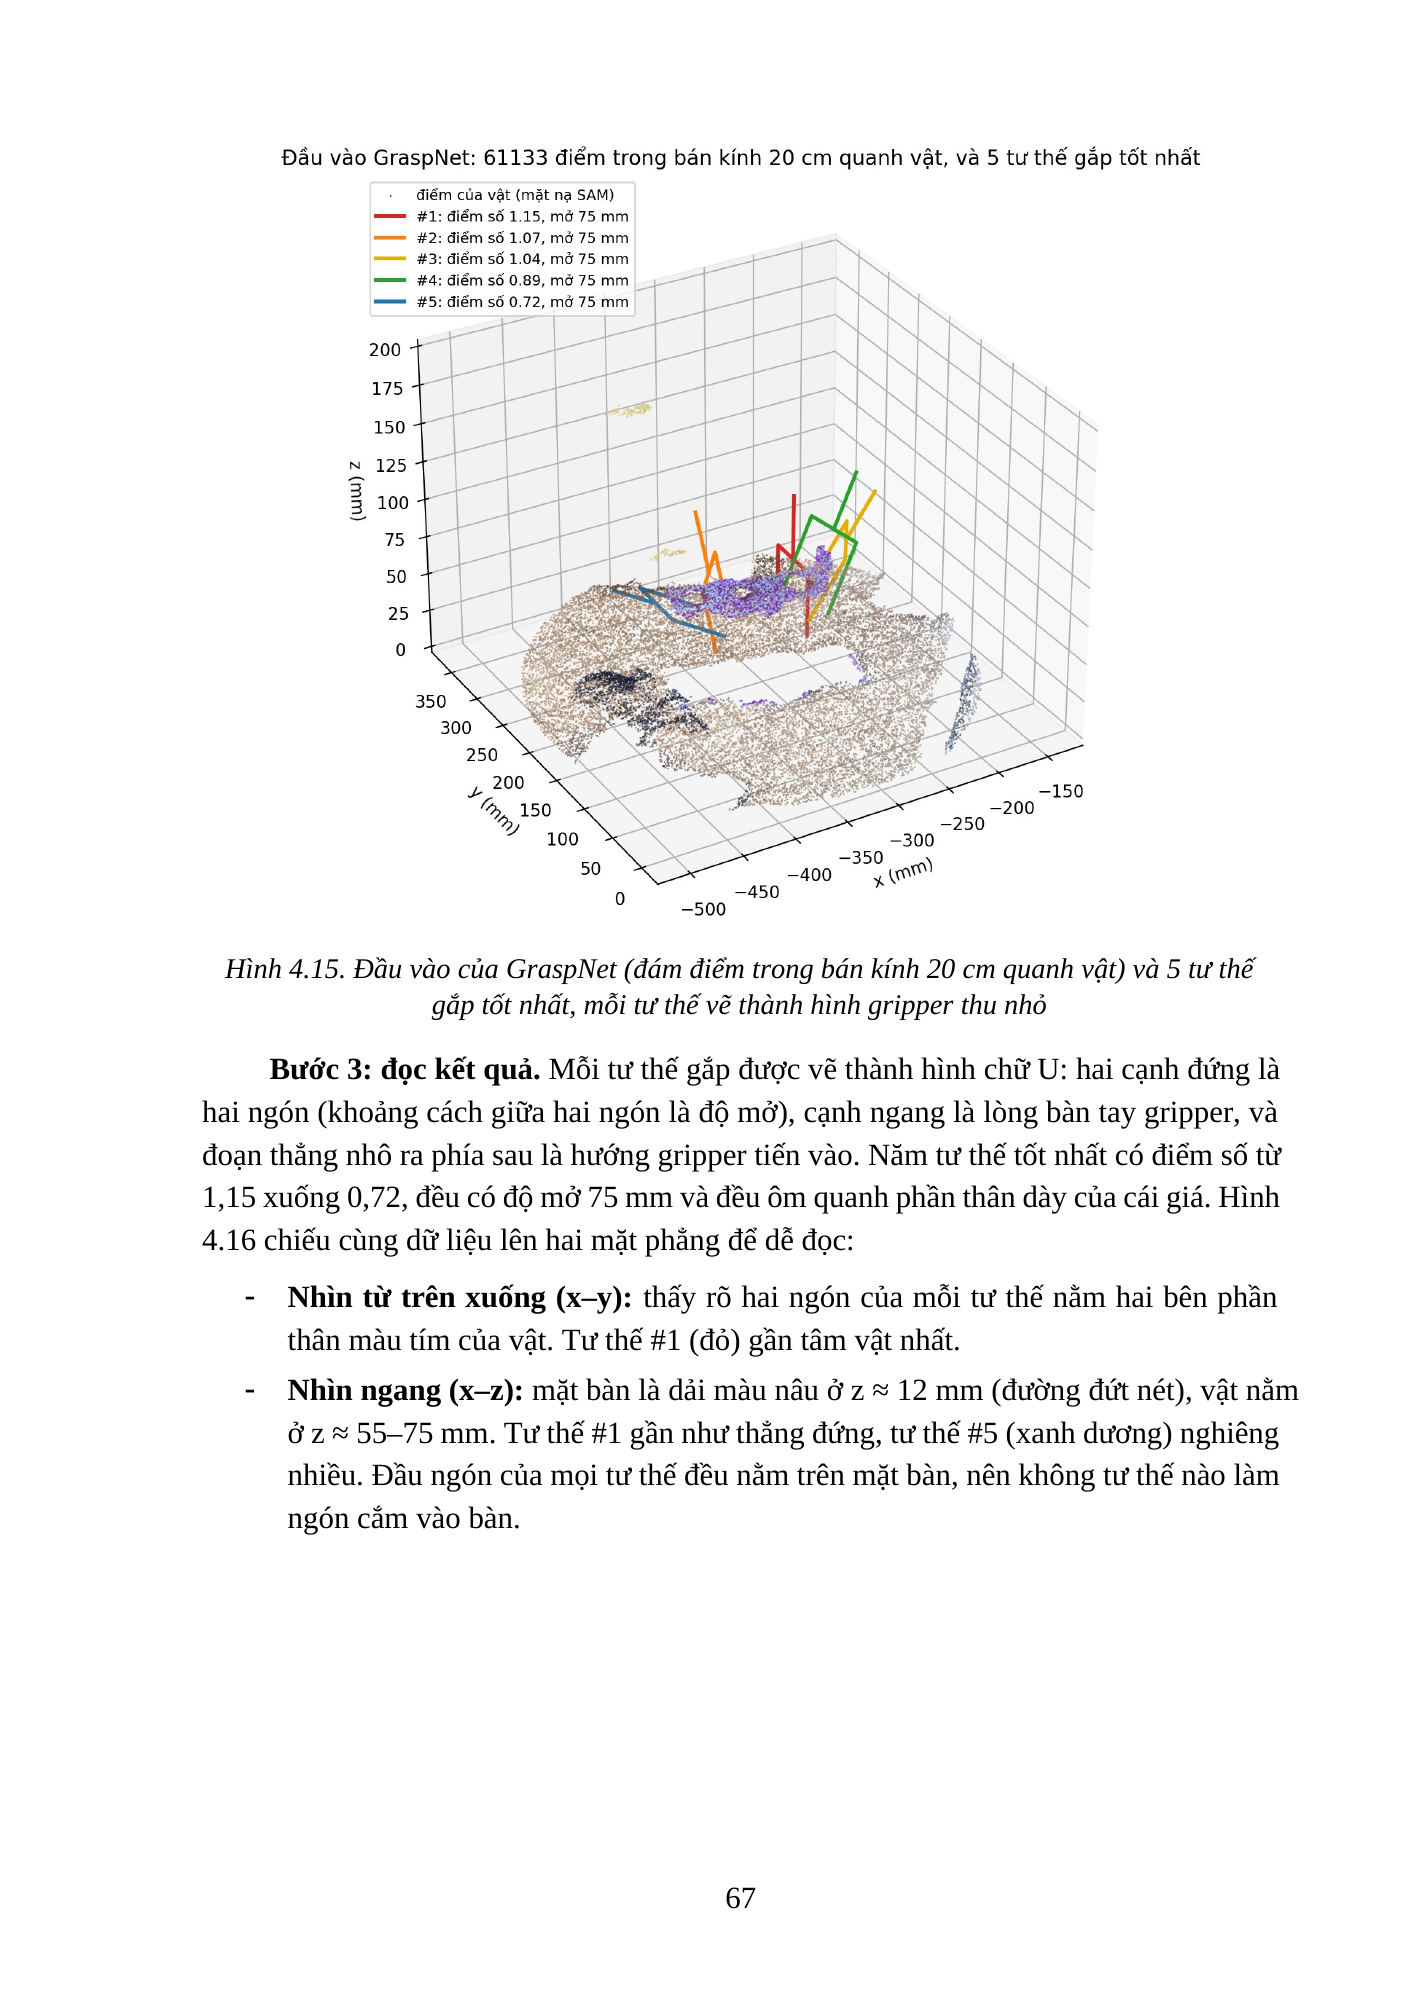 Đầu vào GraspNet: 61133 điểm trong bán kính 20 cm quanh vật, và 5 tư thế gắp tốt nhất
điểm của vật (mặt nạ SAM)
#1: điểm số 1.15, mở 75 mm
#2: điểm số 1.07, mở 75 mm
#3: điểm số 1.04, mở 75 mm
#4: điểm số 0.89, mở 75 mm
#5: điểm số 0.72, mở 75 mm
200
175
150
125
100
75
50
25
0
z (mm)
350
300
250
200
150
100
50
0
y (mm)
−500
−450
−400
−350
−300
−250
−200
−150
x (mm)
Hình 4.15. Đầu vào của GraspNet (đám điểm trong bán kính 20 cm quanh vật) và 5 tư thế
gắp tốt nhất, mỗi tư thế vẽ thành hình gripper thu nhỏ
Bước 3: đọc kết quả. Mỗi tư thế gắp được vẽ thành hình chữ U: hai cạnh đứng là
hai ngón (khoảng cách giữa hai ngón là độ mở), cạnh ngang là lòng bàn tay gripper, và
đoạn thẳng nhô ra phía sau là hướng gripper tiến vào. Năm tư thế tốt nhất có điểm số từ
1,15 xuống 0,72, đều có độ mở 75 mm và đều ôm quanh phần thân dày của cái giá. Hình
4.16 chiếu cùng dữ liệu lên hai mặt phẳng để dễ đọc:
- Nhìn từ trên xuống (x–y): thấy rõ hai ngón của mỗi tư thế nằm hai bên phần
thân màu tím của vật. Tư thế #1 (đỏ) gần tâm vật nhất.
- Nhìn ngang (x–z): mặt bàn là dải màu nâu ở z ≈ 12 mm (đường đứt nét), vật nằm
ở z ≈ 55–75 mm. Tư thế #1 gần như thẳng đứng, tư thế #5 (xanh dương) nghiêng
nhiều. Đầu ngón của mọi tư thế đều nằm trên mặt bàn, nên không tư thế nào làm
ngón cắm vào bàn.
67